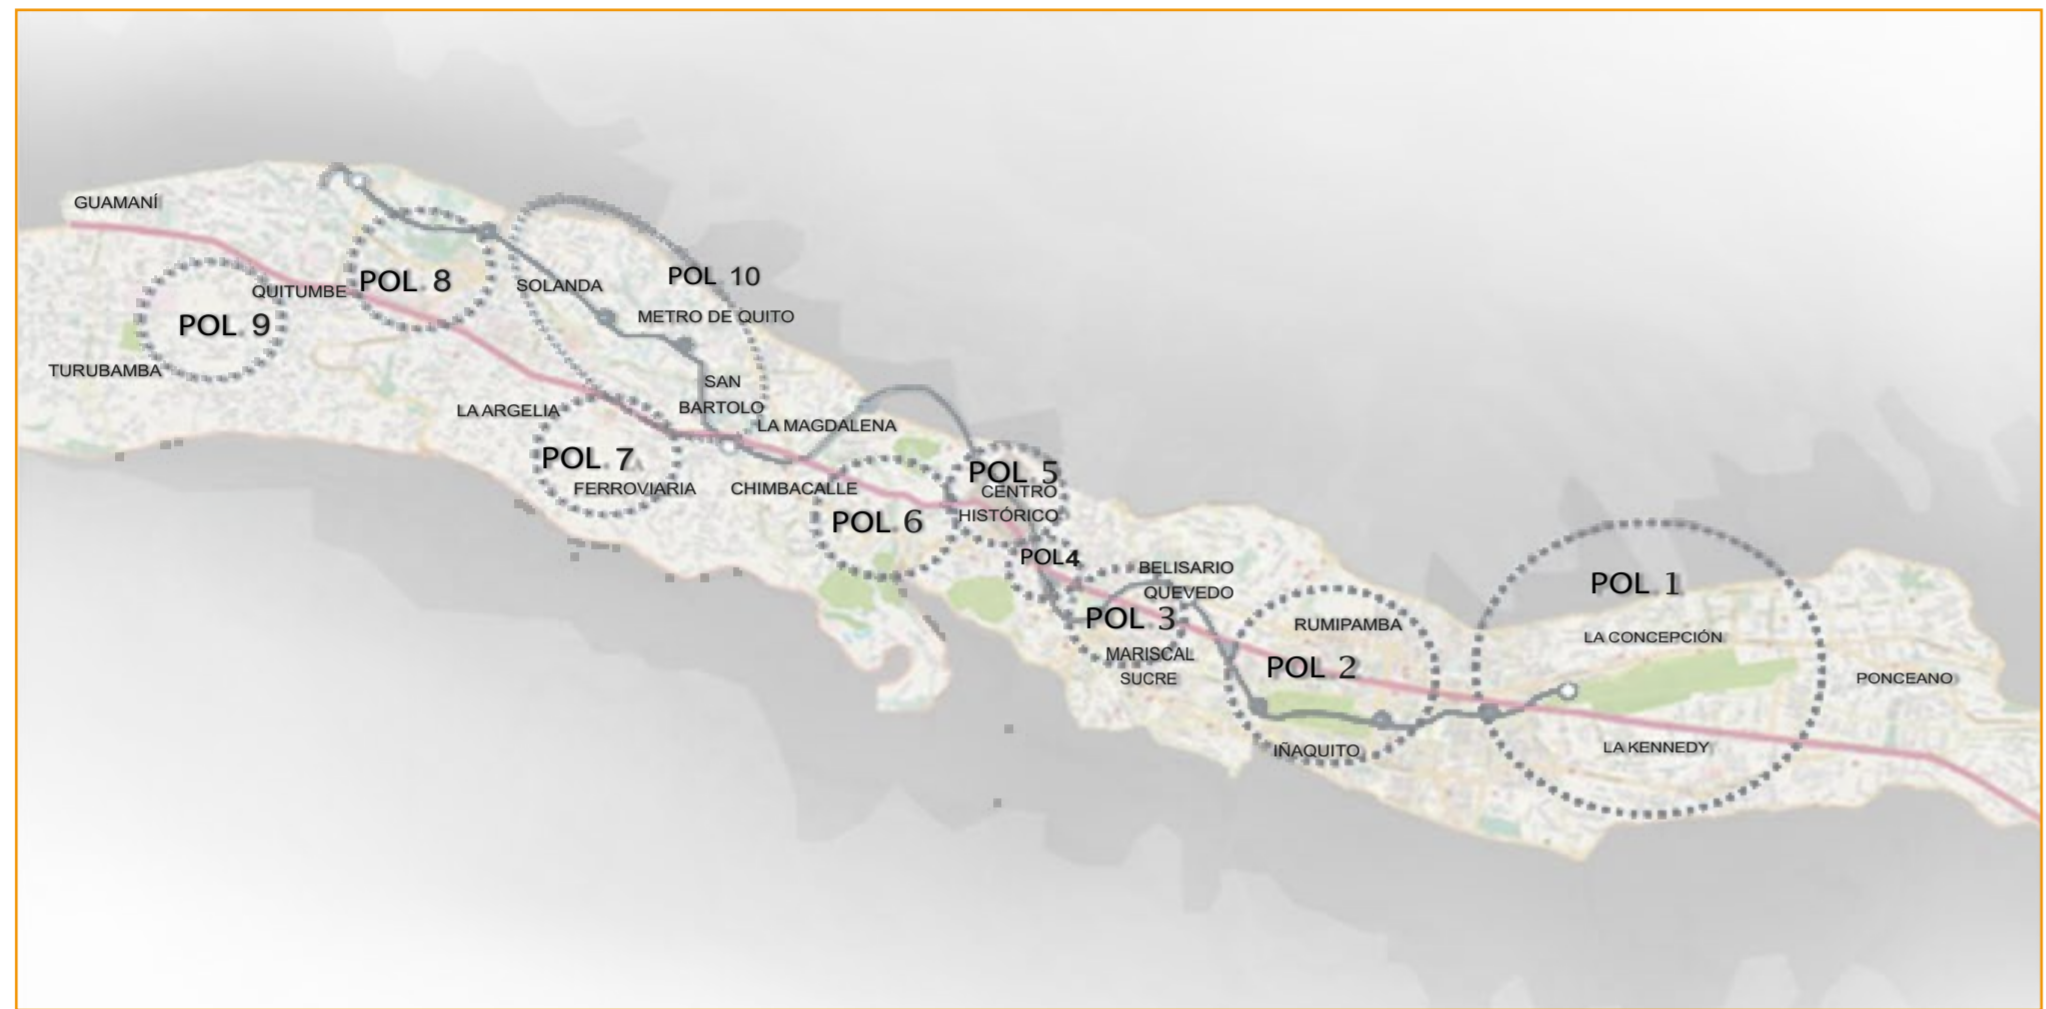 GUAMANÍ
POL 8
QUITUMBE
POL 9
TURUBAMBA
SOLANDA
POL 10
METRO DE QUITO
SAN
BARTOLO
LA ARGELIA
LA MAGDALENA
POL 7
FERROVIARIA
CHIMBACALLE
POL 6
POL 5
CENTRO
HISTÓRICO
POL4
BELISARIO
QUEVEDO
POL 3
MARISCAL
SUCRE
RUMIPAMBA
POL 2
IÑAQUITO
POL 1
LA CONCEPCIÓN
PONCEANO
LA KENNEDY